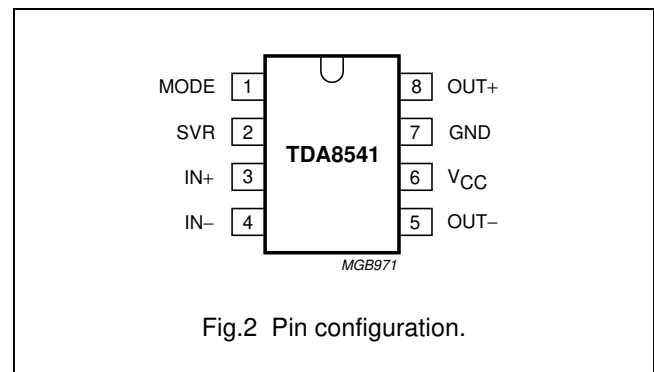 MODE 1 8 OUT+
SVR 2 7 GND
TDA8541
IN+ 3 6 VCC
IN− 4 5 OUT−
MGB971
Fig.2 Pin configuration.